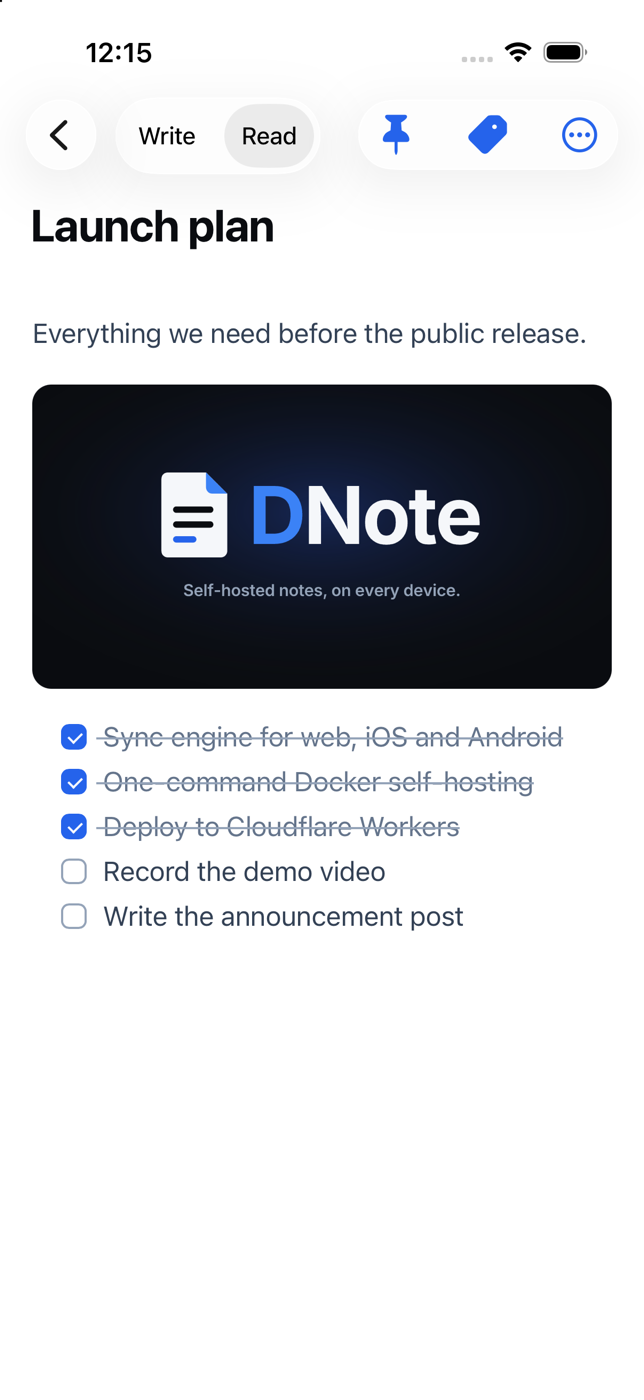 12:15
Write Read
Launch plan
Everything we need before the public release.
DNote
Self-hosted notes, on every device.
Sync engine for web, iOS and Android
One-command Docker self-hosting
Deploy to Cloudflare Workers
Record the demo video
Write the announcement post